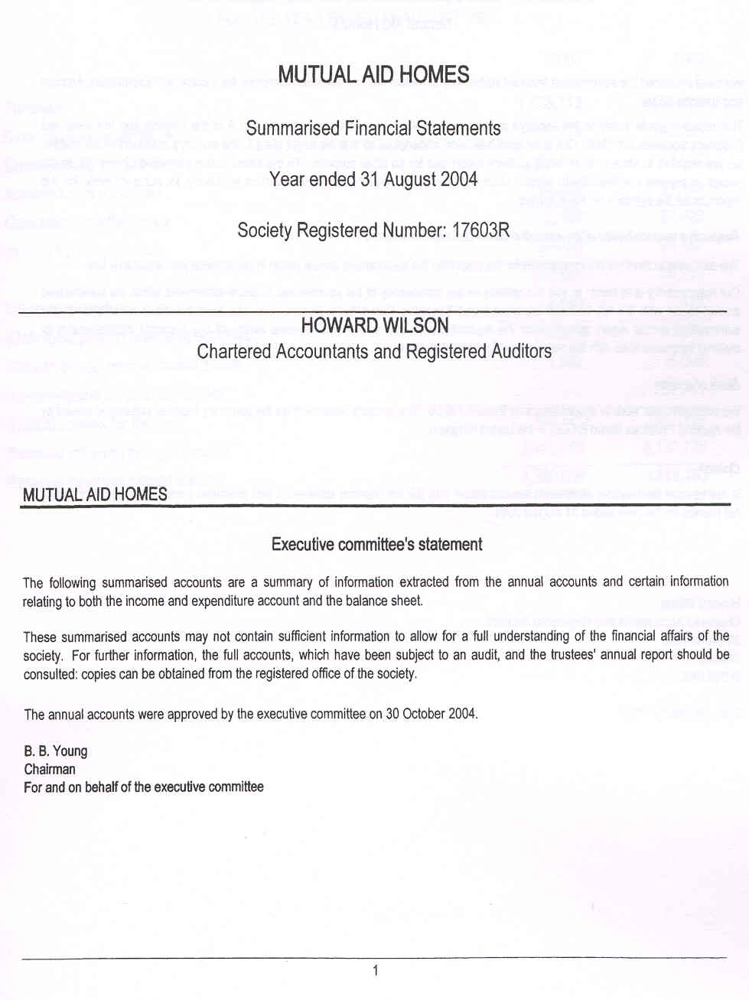 MUTUAL AID HOMES
Summarised Financial Statements
Year ended 31 August 2004
Society Registered Number: 17603R
HOWARD WILSON
Chartered Accountants and Registered Auditors
MUTUAL AID HOMES
Executive committee's statement
The following summarised accounts are a summary of information extracted from the annual accounts and certain information
relating to both the income and expenditure account and the balance sheet.
These summarised accounts may not contain sufficient information to allow for a full understanding of the financial affairs of the
society. For further information, the full accounts, which have been subject to an audit, and the trustees' annual report should be
consulted: copies can be obtained from the registered office of the society.
The annual accounts were approved by the executive committee on 30 October 2004.
B. B. Young
Chairman
For and on behalf of the executive committee
1